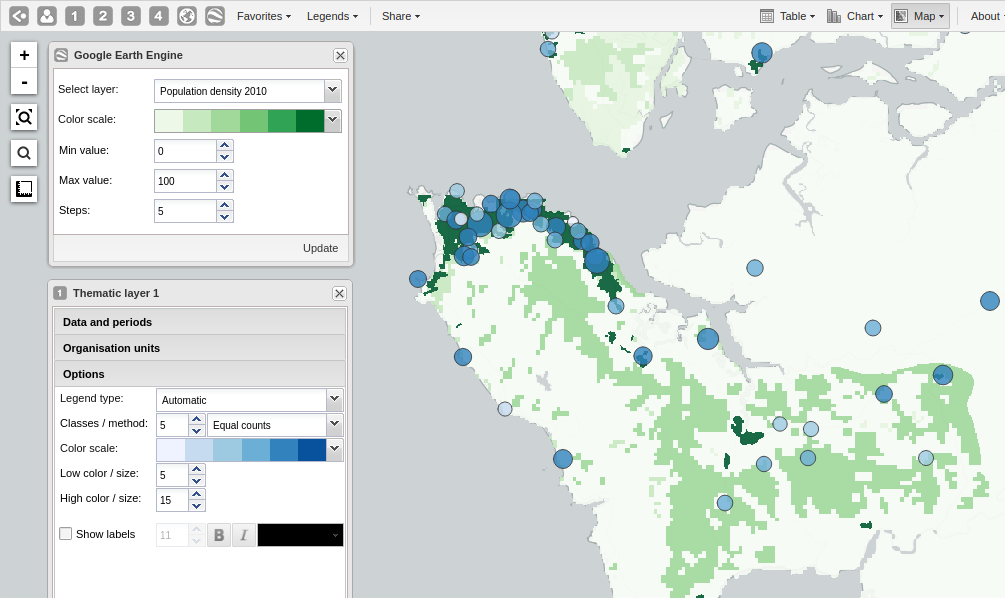 1 2 3 4 Favorites Legends Share Table Chart Map About
+
-
Google Earth Engine
Select layer: Population density 2010
Color scale:
Min value: 0
Max value: 100
Steps: 5
Update
1 Thematic layer 1
Data and periods
Organisation units
Options
Legend type: Automatic
Classes / method: 5 Equal counts
Color scale:
Low color / size: 5
High color / size: 15
Show labels 11 B I